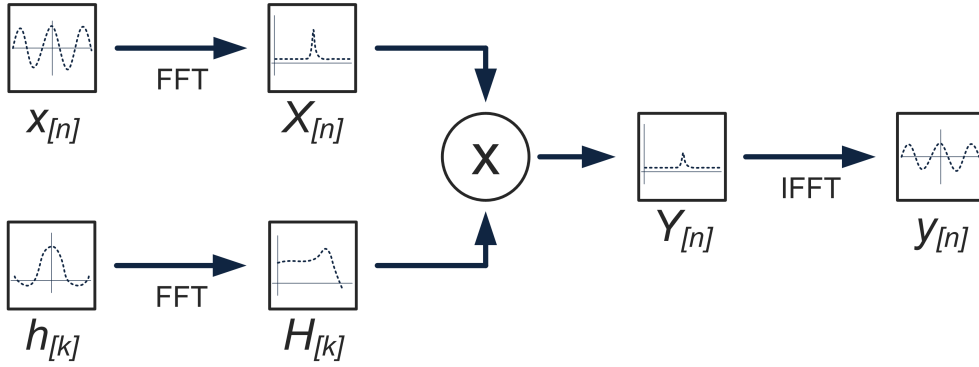 FFT
x[n]
X[n]
X
Y[n]
IFFT
y[n]
FFT
h[k]
H[k]